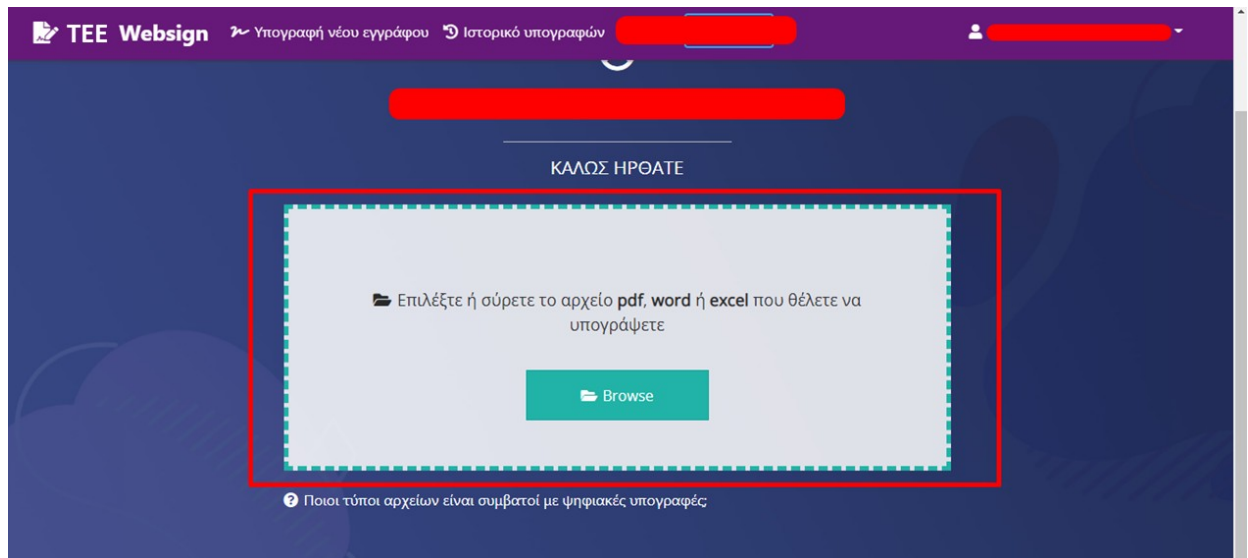 TEE Websign Υπογραφή νέου εγγράφου Ιστορικό υπογραφών
ΚΑΛΩΣ ΗΡΘΑΤΕ
Επιλέξτε ή σύρετε το αρχείο pdf, word ή excel που θέλετε να
υπογράψετε
Browse
Ποιοι τύποι αρχείων είναι συμβατοί με ψηφιακές υπογραφές;